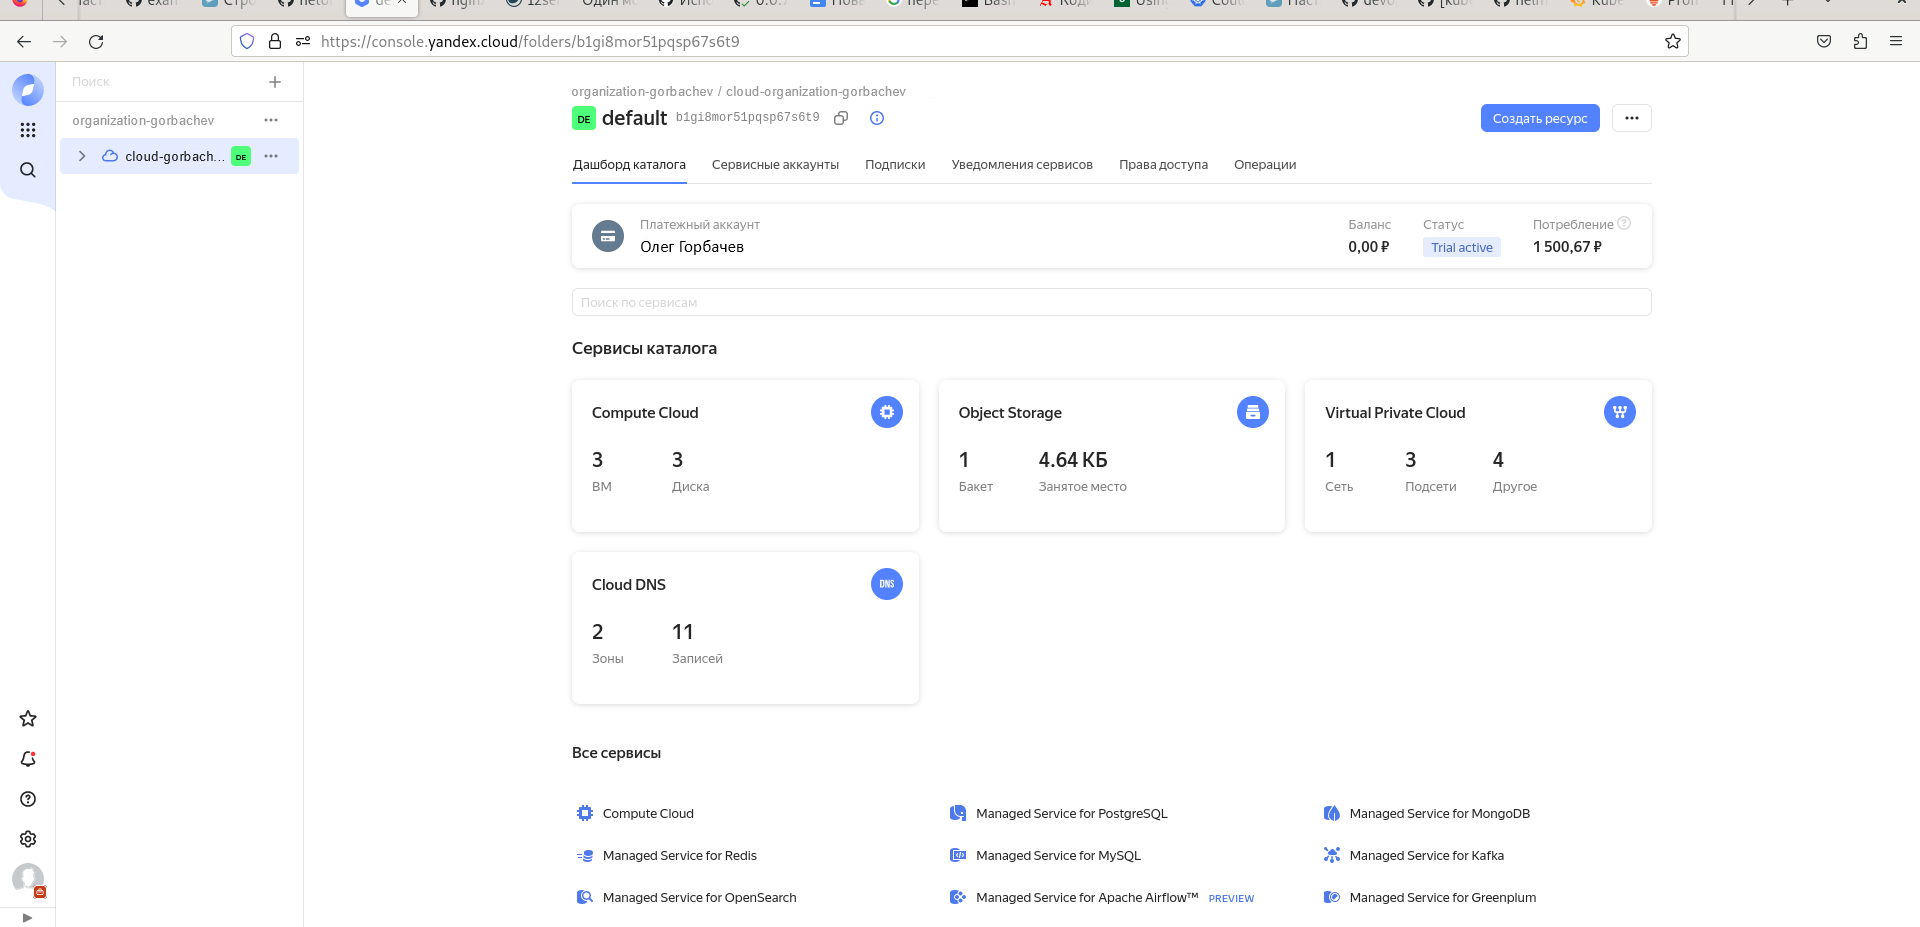 https://console.yandex.cloud/folders/b1gi8mor51pqsp67s6t9
Поиск
organization-gorbachev
cloud-gorbach...
DE
organization-gorbachev / cloud-organization-gorbachev
DE default b1gi8mor51pqsp67s6t9
Создать ресурс
Дашборд каталога Сервисные аккаунты Подписки Уведомления сервисов Права доступа Операции
Платежный аккаунт
Олег Горбачев
Баланс Статус Потребление
0,00 ₽ Trial active 1 500,67 ₽
Поиск по сервисам
Сервисы каталога
Compute Cloud
3 3
ВМ Диска
Object Storage
1 4.64 КБ
Бакет Занятое место
Virtual Private Cloud
1 3 4
Сеть Подсети Другое
Cloud DNS
DNS
2 11
Зоны Записей
Все сервисы
Compute Cloud Managed Service for PostgreSQL Managed Service for MongoDB
Managed Service for Redis Managed Service for MySQL Managed Service for Kafka
Managed Service for OpenSearch Managed Service for Apache Airflow™ PREVIEW Managed Service for Greenplum